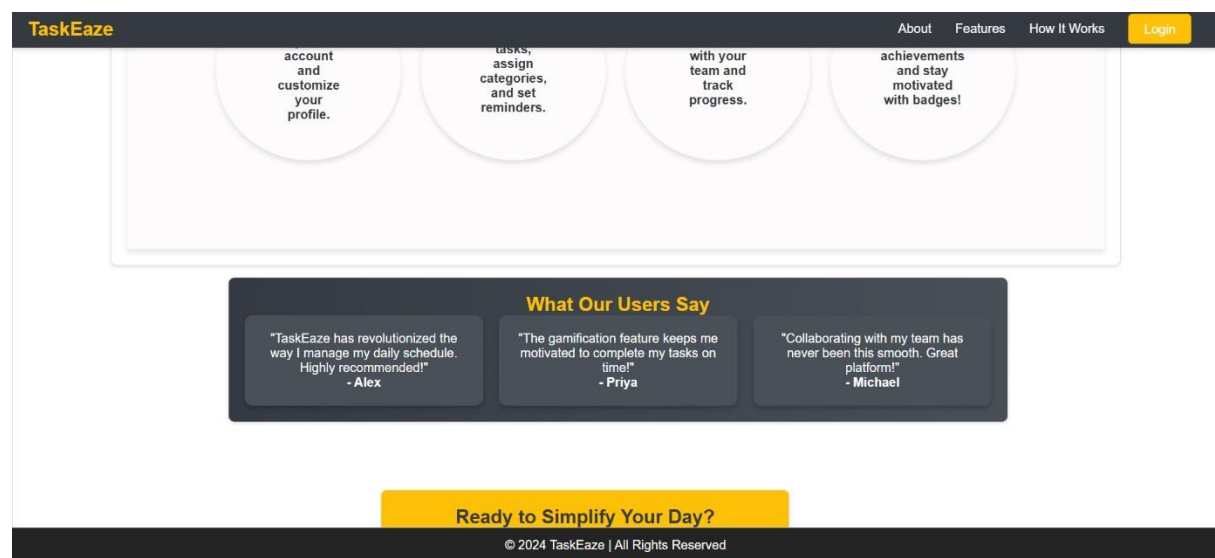 TaskEaze
About Features How It Works Login
account
and
customize
your
profile.
tasks,
assign
categories,
and set
reminders.
with your
team and
track
progress.
achievements
and stay
motivated
with badges!
What Our Users Say
"TaskEaze has revolutionized the
way I manage my daily schedule.
Highly recommended!"
- Alex
"The gamification feature keeps me
motivated to complete my tasks on
time!"
- Priya
"Collaborating with my team has
never been this smooth. Great
platform!"
- Michael
Ready to Simplify Your Day?
© 2024 TaskEaze | All Rights Reserved